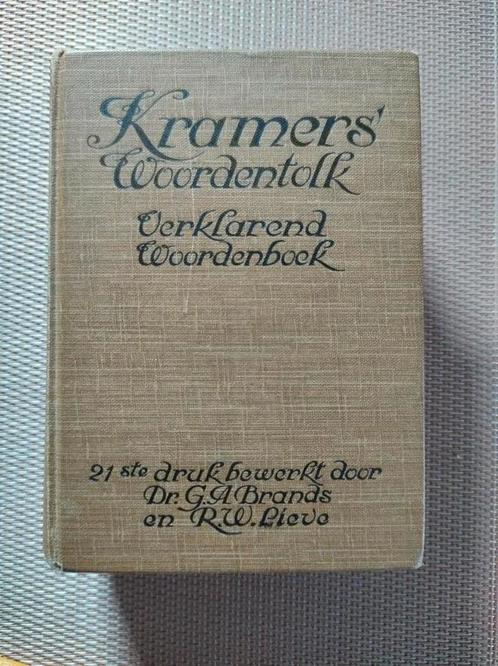 Kramers'
Woordentolk
Verklarend
Woordenboek
21ste druk bewerkt door
Dr. G.A Brands
en R.W. Lieve